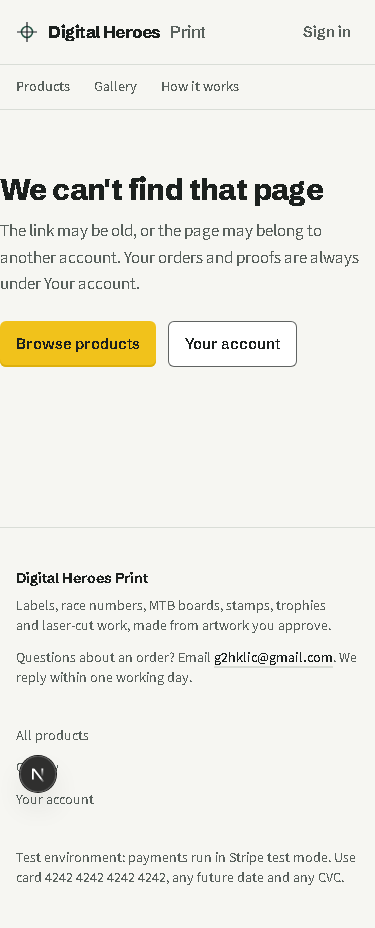 Digital Heroes Print
Sign in
Products Gallery How it works
We can't find that page
The link may be old, or the page may belong to
another account. Your orders and proofs are always
under Your account.
Browse products
Your account
Digital Heroes Print
Labels, race numbers, MTB boards, stamps, trophies
and laser-cut work, made from artwork you approve.
Questions about an order? Email g2hklic@gmail.com. We
reply within one working day.
All products
N
Your account
Test environment: payments run in Stripe test mode. Use
card 4242 4242 4242 4242, any future date and any CVC.